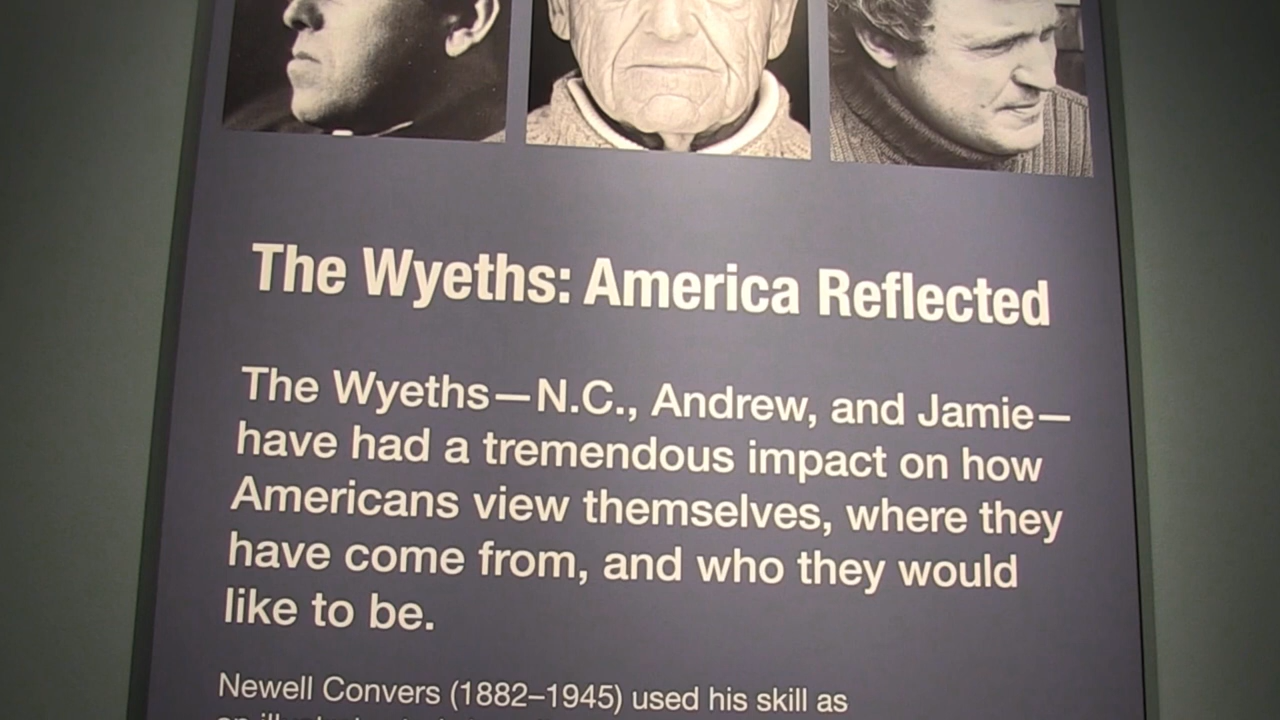 The Wyeths: America Reflected
The Wyeths—N.C., Andrew, and Jamie—
have had a tremendous impact on how
Americans view themselves, where they
have come from, and who they would
like to be.
Newell Convers (1882–1945) used his skill as